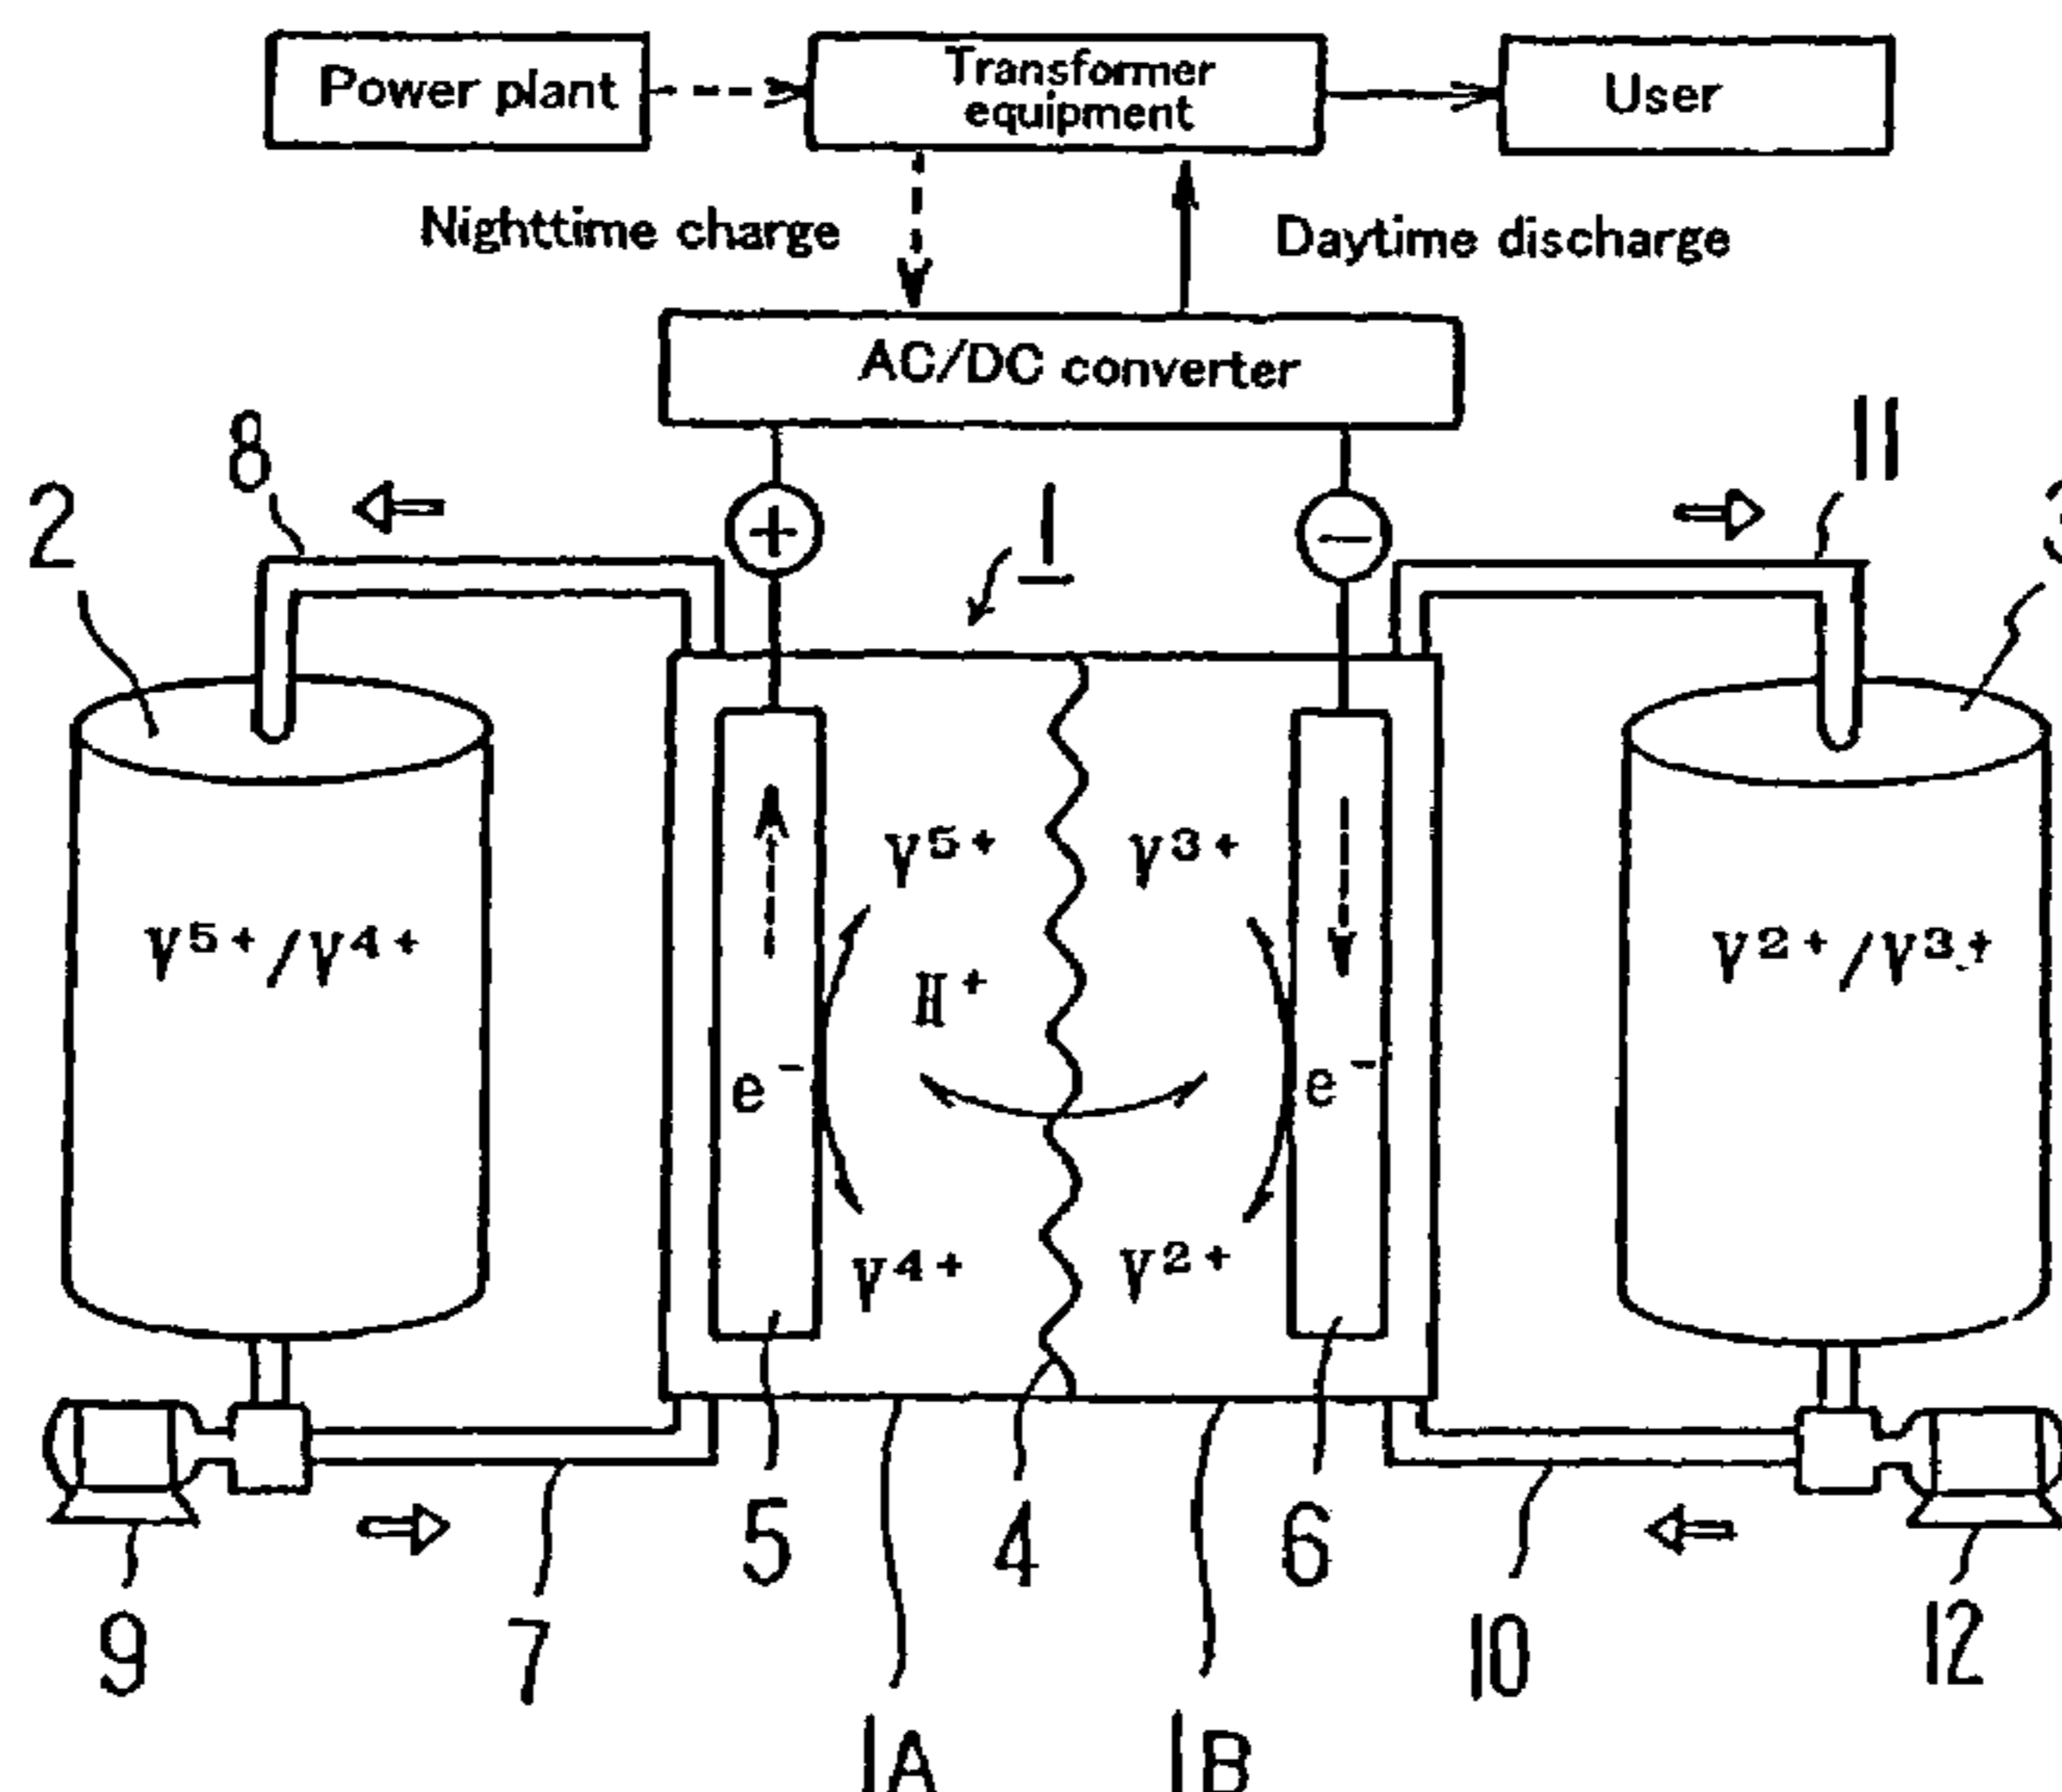 Power plant
Transformer
equipment
User
Nighttime charge
Daytime discharge
AC/DC converter
8
11
2
1
3
+
−
V⁵⁺
V³⁺
V⁵⁺/V⁴⁺
V²⁺/V³⁺
H⁺
e⁻
e⁻
V⁴⁺
V²⁺
5
4
6
9
7
10
12
1A
1B